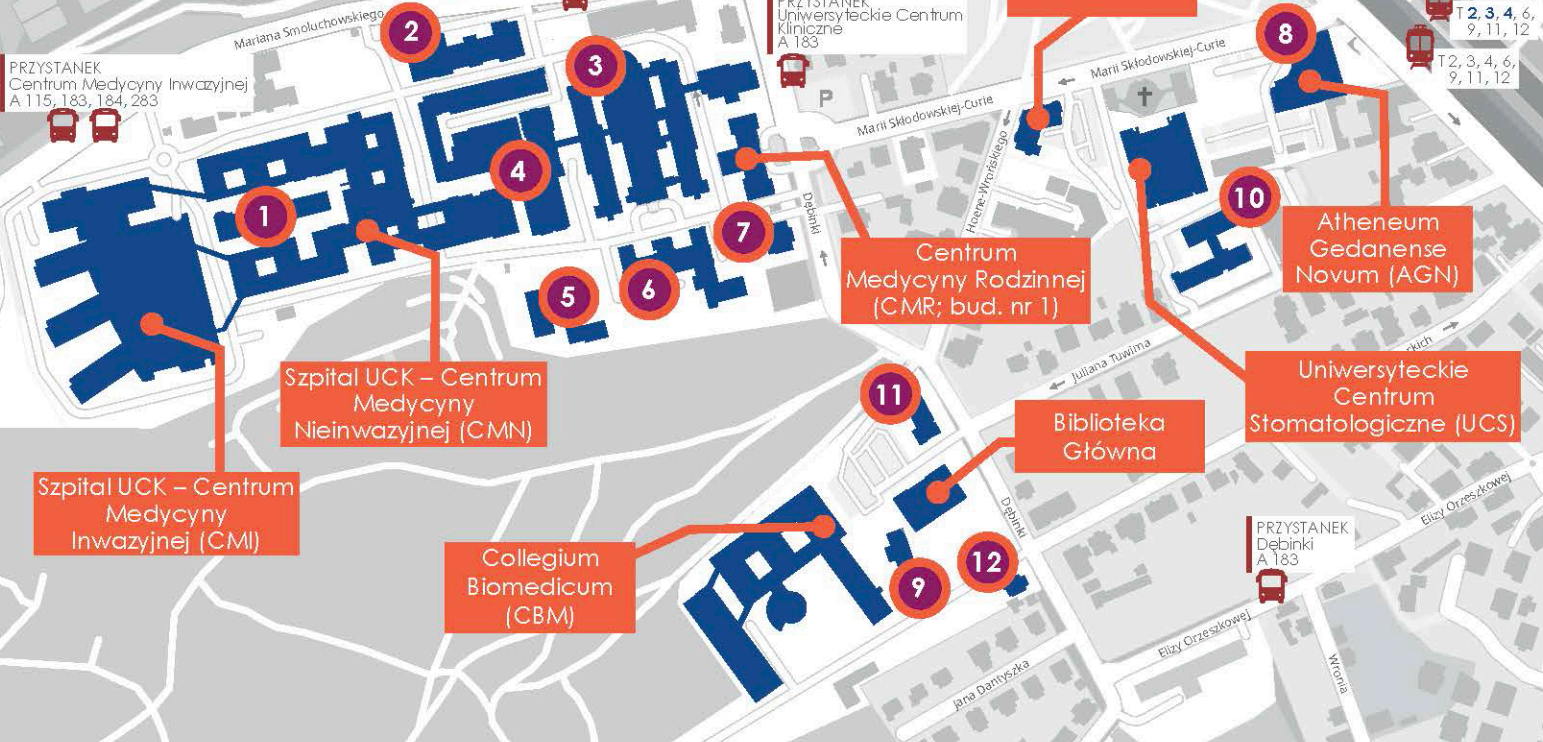 PRZYSTANEK
Uniwersyteckie Centrum
Kliniczne
A 183
T 2, 3, 4, 6,
9, 11, 12
T2, 3, 4, 6,
9, 11, 12
Mariana Smoluchowskiego
2
8
3
PRZYSTANEK
Centrum Medycyny Inwazyjnej
A 115, 183, 184, 283
Marii Skłodowskiej-Curie
P
Marii Skłodowskiej-Curie
4
Hoene-Wrońskiego
10
1
Dębinki
7
Atheneum
Gedanense
Novum (AGN)
Centrum
Medycyny Rodzinnej
(CMR; bud. nr 1)
5
6
Juliana Tuwima
rkich
Szpital UCK – Centrum
Medycyny
Nieinwazyjnej (CMN)
Uniwersyteckie
Centrum
Stomatologiczne (UCS)
11
Biblioteka
Główna
Szpital UCK – Centrum
Medycyny
Inwazyjnej (CMI)
Dębinki
Elizy Orzeszkowej
PRZYSTANEK
Dębinki
A 183
Collegium
Biomedicum
(CBM)
9
12
Elizy Orzeszkowej
Jana Dantyszka
Wronia